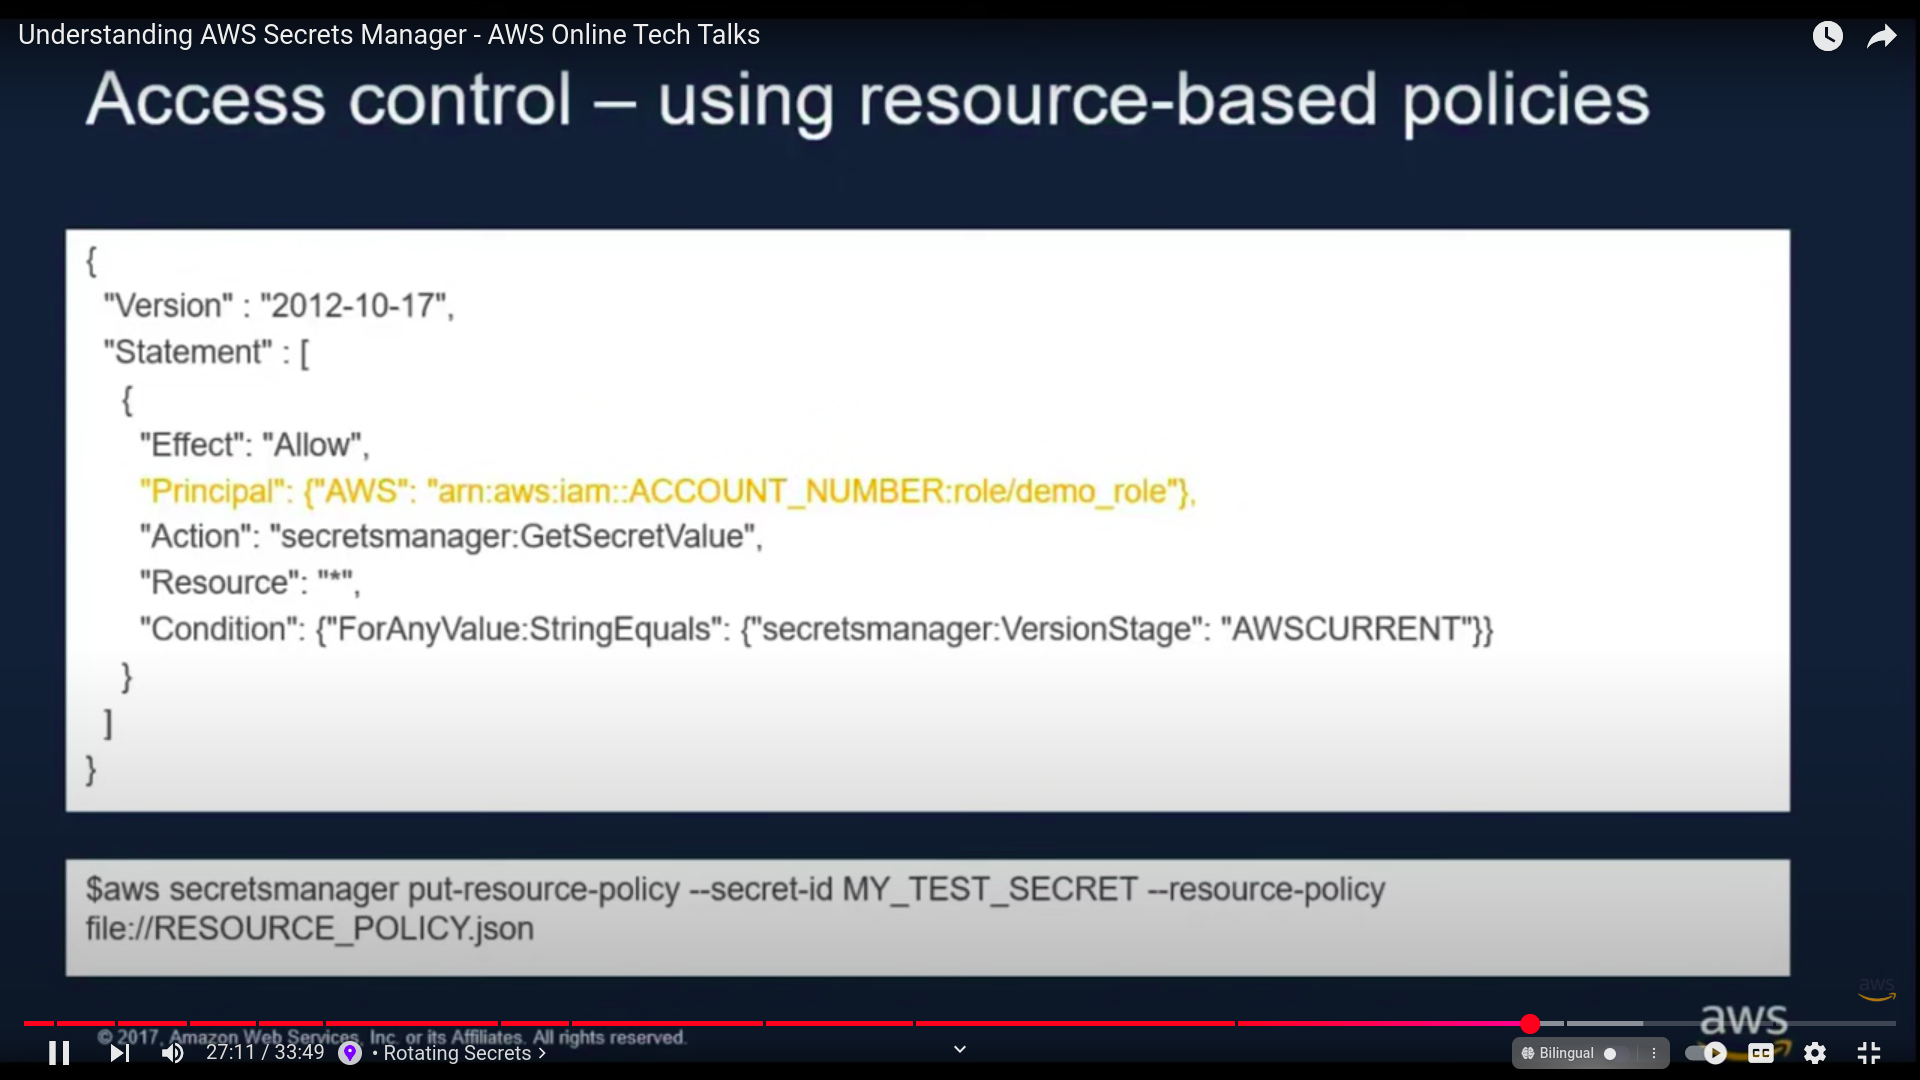 Understanding AWS Secrets Manager - AWS Online Tech Talks
Access control – using resource-based policies
{
"Version" : "2012-10-17",
"Statement" : [
{
"Effect": "Allow",
"Principal": {"AWS": "arn:aws:iam::ACCOUNT_NUMBER:role/demo_role"},
"Action": "secretsmanager:GetSecretValue",
"Resource": "*",
"Condition": {"ForAnyValue:StringEquals": {"secretsmanager:VersionStage": "AWSCURRENT"}}
}
]
}
$aws secretsmanager put-resource-policy --secret-id MY_TEST_SECRET --resource-policy
file://RESOURCE_POLICY.json
aws
aws
© 2017, Amazon Web Services, Inc. or its Affiliates. All rights reserved.
27:11 / 33:49 • Rotating Secrets
Bilingual
CC